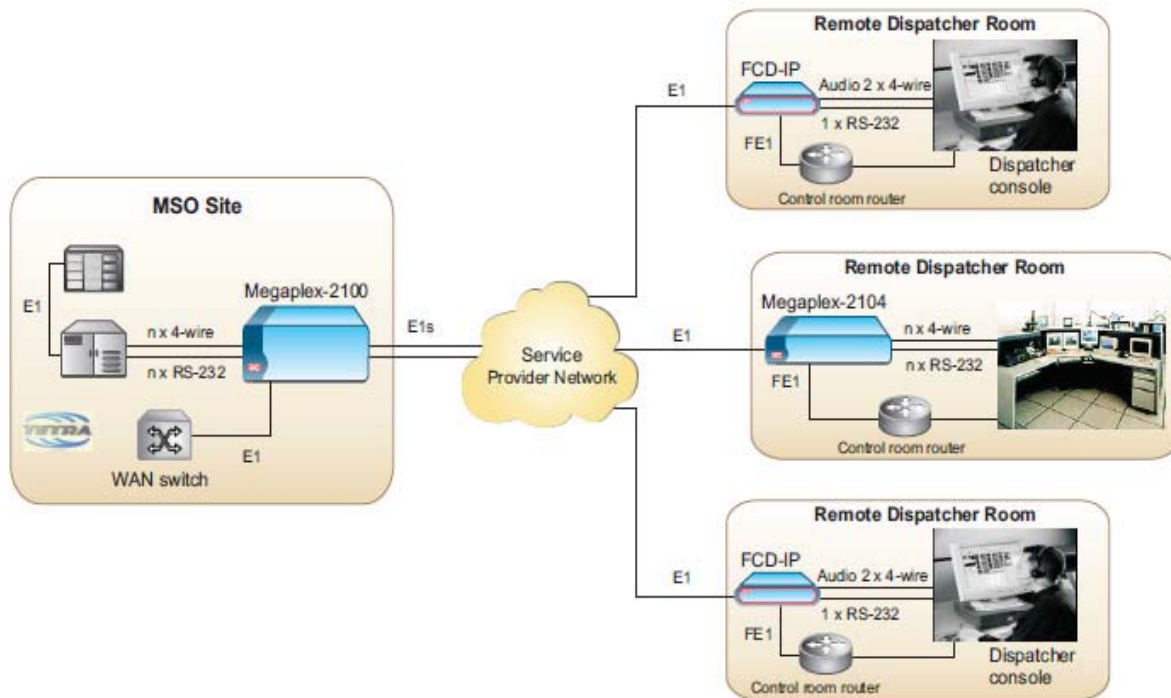 MSO Site
E1
Megaplex-2100
n x 4-wire
n x RS-232
TETRA
WAN switch
E1
E1s
Service
Provider Network
E1
Remote Dispatcher Room
FCD-IP
Audio 2 x 4-wire
1 x RS-232
FE1
Control room router
Dispatcher
console
E1
Remote Dispatcher Room
Megaplex-2104
n x 4-wire
n x RS-232
FE1
Control room router
E1
Remote Dispatcher Room
FCD-IP
Audio 2 x 4-wire
1 x RS-232
FE1
Control room router
Dispatcher
console